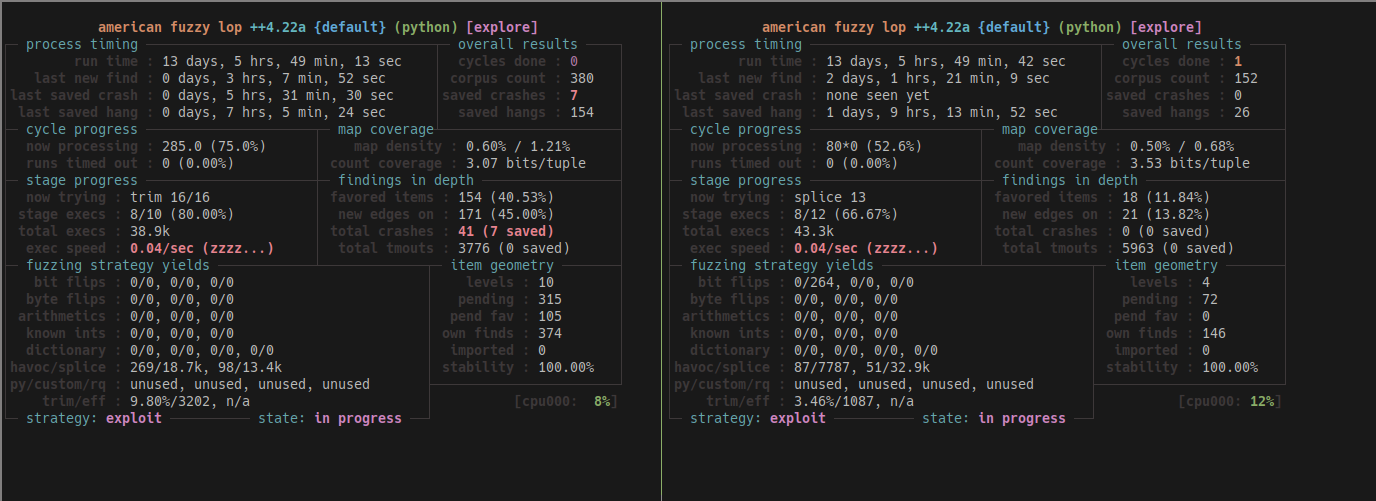 american fuzzy lop ++4.22a {default} (python) [explore]
process timing overall results
run time : 13 days, 5 hrs, 49 min, 13 sec cycles done : 0
last new find : 0 days, 3 hrs, 7 min, 52 sec corpus count : 380
last saved crash : 0 days, 5 hrs, 31 min, 30 sec saved crashes : 7
last saved hang : 0 days, 7 hrs, 5 min, 24 sec saved hangs : 154
cycle progress map coverage
now processing : 285.0 (75.0%) map density : 0.60% / 1.21%
runs timed out : 0 (0.00%) count coverage : 3.07 bits/tuple
stage progress findings in depth
now trying : trim 16/16 favored items : 154 (40.53%)
stage execs : 8/10 (80.00%) new edges on : 171 (45.00%)
total execs : 38.9k total crashes : 41 (7 saved)
exec speed : 0.04/sec (zzzz...) total tmouts : 3776 (0 saved)
fuzzing strategy yields item geometry
bit flips : 0/0, 0/0, 0/0 levels : 10
byte flips : 0/0, 0/0, 0/0 pending : 315
arithmetics : 0/0, 0/0, 0/0 pend fav : 105
known ints : 0/0, 0/0, 0/0 own finds : 374
dictionary : 0/0, 0/0, 0/0, 0/0 imported : 0
havoc/splice : 269/18.7k, 98/13.4k stability : 100.00%
py/custom/rq : unused, unused, unused, unused
trim/eff : 9.80%/3202, n/a [cpu000: 8%]
strategy: exploit state: in progress
american fuzzy lop ++4.22a {default} (python) [explore]
process timing overall results
run time : 13 days, 5 hrs, 49 min, 42 sec cycles done : 1
last new find : 2 days, 1 hrs, 21 min, 9 sec corpus count : 152
last saved crash : none seen yet saved crashes : 0
last saved hang : 1 days, 9 hrs, 13 min, 52 sec saved hangs : 26
cycle progress map coverage
now processing : 80*0 (52.6%) map density : 0.50% / 0.68%
runs timed out : 0 (0.00%) count coverage : 3.53 bits/tuple
stage progress findings in depth
now trying : splice 13 favored items : 18 (11.84%)
stage execs : 8/12 (66.67%) new edges on : 21 (13.82%)
total execs : 43.3k total crashes : 0 (0 saved)
exec speed : 0.04/sec (zzzz...) total tmouts : 5963 (0 saved)
fuzzing strategy yields item geometry
bit flips : 0/264, 0/0, 0/0 levels : 4
byte flips : 0/0, 0/0, 0/0 pending : 72
arithmetics : 0/0, 0/0, 0/0 pend fav : 0
known ints : 0/0, 0/0, 0/0 own finds : 146
dictionary : 0/0, 0/0, 0/0, 0/0 imported : 0
havoc/splice : 87/7787, 51/32.9k stability : 100.00%
py/custom/rq : unused, unused, unused, unused
trim/eff : 3.46%/1087, n/a [cpu000: 12%]
strategy: exploit state: in progress